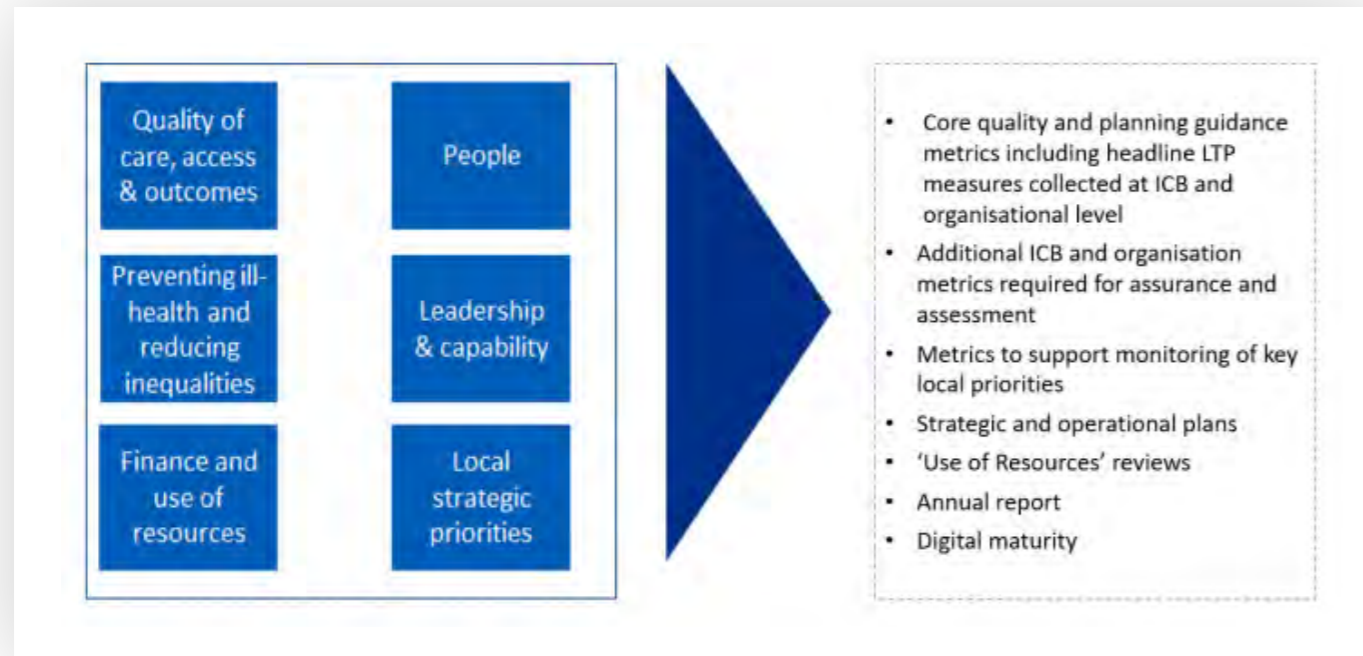 Quality of
care, access
& outcomes
People
Preventing ill-
health and
reducing
inequalities
Leadership
& capability
Finance and
use of
resources
Local
strategic
priorities
• Core quality and planning guidance
metrics including headline LTP
measures collected at ICB and
organisational level
• Additional ICB and organisation
metrics required for assurance and
assessment
• Metrics to support monitoring of key
local priorities
• Strategic and operational plans
• ‘Use of Resources’ reviews
• Annual report
• Digital maturity